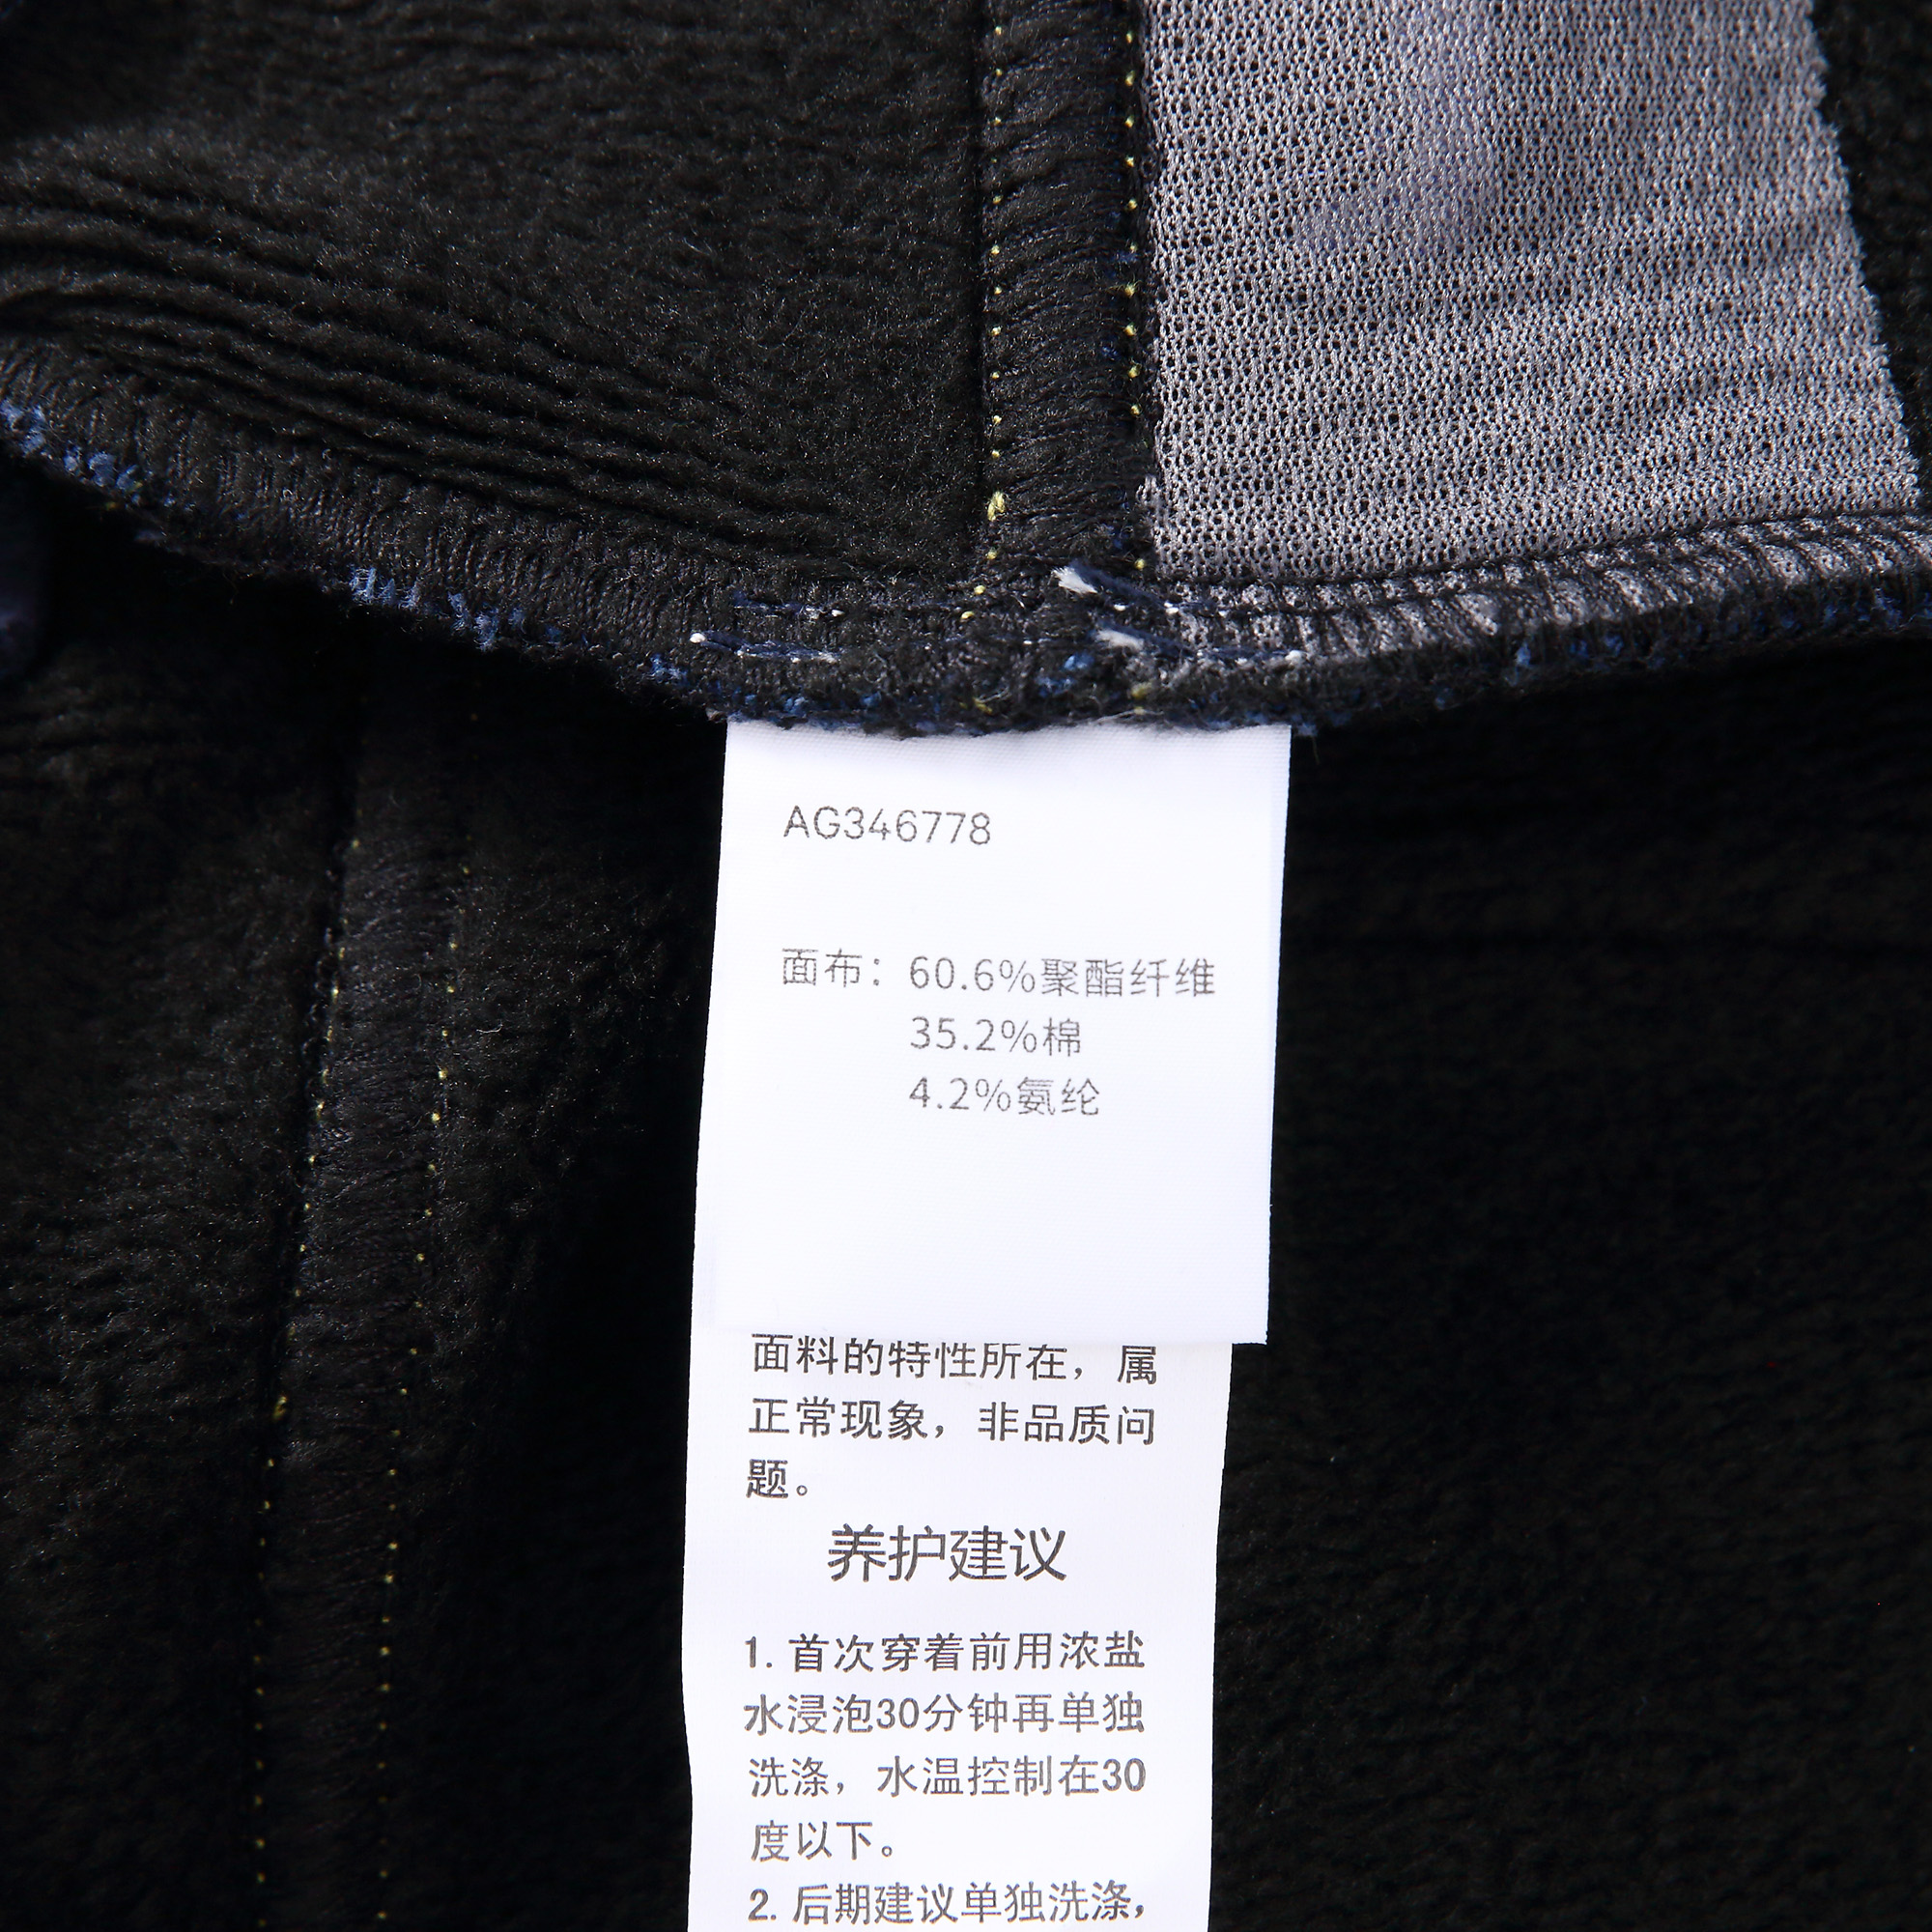 AG346778
面布：60.6%聚酯纤维
35.2%棉
4.2%氨纶
面料的特性所在，属
正常现象，非品质问
题。
养护建议
1. 首次穿着前用浓盐
水浸泡30分钟再单独
洗涤，水温控制在30
度以下。
2. 后期建议单独洗涤，